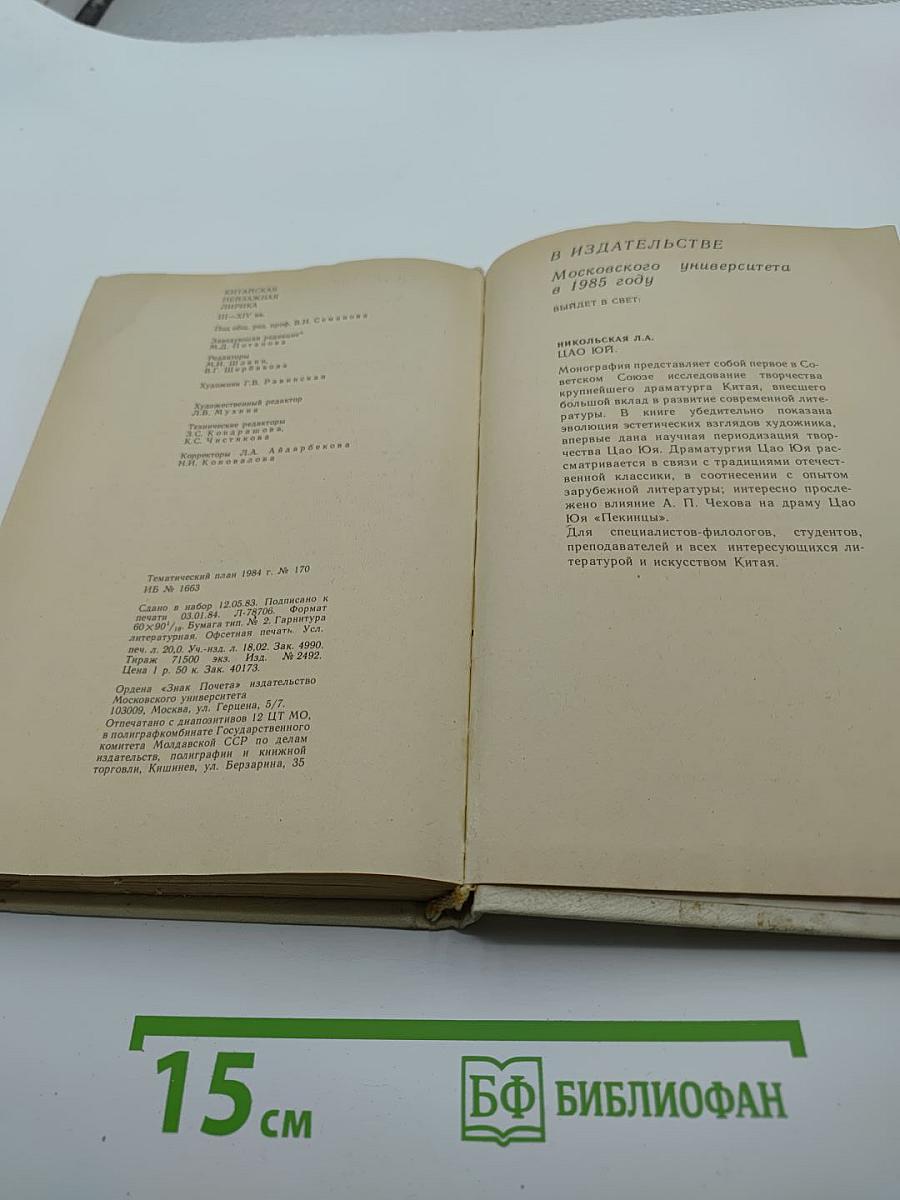 КИТАЙСКАЯ
ПЕЙЗАЖНАЯ
ЛИРИКА
III—XIV вв.
Под общ. ред. проф. В.И. Семанова
Заведующая редакцией
М.Д. Потапова
Редакторы
М.И. Шлаин,
В.Г. Щербакова
Художник Г.В. Равинская
Художественный редактор
Л.В. Мухина
Технические редакторы
З.С. Кондрашова,
К.С. Чистякова
Корректоры Л.А. Айдарбекова
Н.И. Коновалова
Тематический план 1984 г. № 170
ИБ № 1663
Сдано в набор 12.05.83. Подписано к
печати 03.01.84. Л-78706. Формат
60×90¹/₁₆. Бумага тип. № 2. Гарнитура
литературная. Офсетная печать. Усл.
печ. л. 20,0. Уч.-изд. л. 18,02. Зак. 4990.
Тираж 71500 экз. Изд. № 2492.
Цена 1 р. 50 к. Зак. 40173.
Ордена «Знак Почета» издательство
Московского университета
103009, Москва, ул. Герцена, 5/7.
Отпечатано с диапозитивов 12 ЦТ МО,
в полиграфкомбинате Государственного
комитета Молдавской ССР по делам
издательств, полиграфии и книжной
торговли, Кишинев, ул. Берзарина, 35
В ИЗДАТЕЛЬСТВЕ
Московского университета
в 1985 году
ВЫЙДЕТ В СВЕТ:
НИКОЛЬСКАЯ Л.А.
ЦАО ЮЙ.
Монография представляет собой первое в Со-
ветском Союзе исследование творчества
крупнейшего драматурга Китая, внесшего
большой вклад в развитие современной лите-
ратуры. В книге убедительно показана
эволюция эстетических взглядов художника,
впервые дана научная периодизация твор-
чества Цао Юя. Драматургия Цао Юя рас-
сматривается в связи с традициями отечест-
венной классики, в соотнесении с опытом
зарубежной литературы; интересно просле-
жено влияние А. П. Чехова на драму Цао
Юя «Пекинцы».
Для специалистов-филологов, студентов,
преподавателей и всех интересующихся ли-
тературой и искусством Китая.
15 см
БФ БИБЛИОФАН